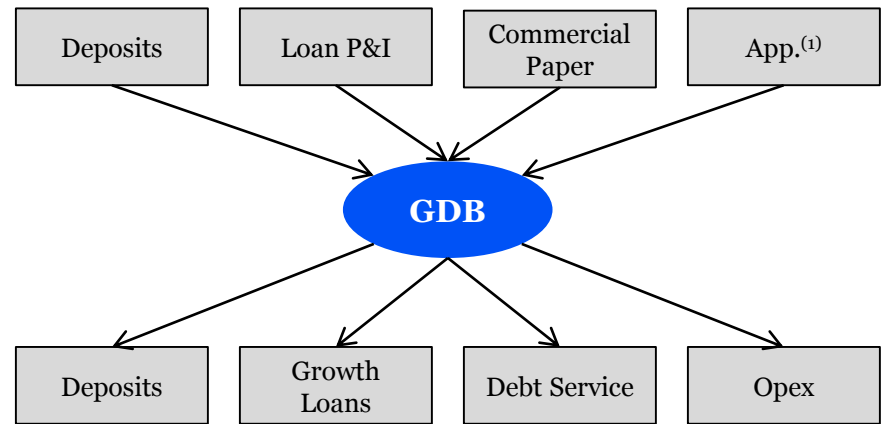 Deposits
Loan P&I
Commercial
Paper
App.(1)
GDB
Deposits
Growth
Loans
Debt Service
Opex